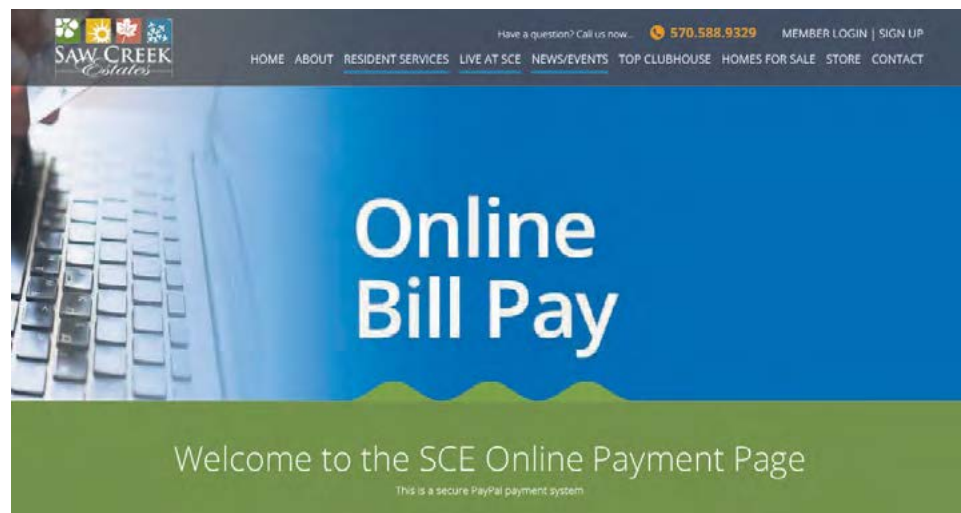 SAW CREEK
Estates
Have a question? Call us now... 570.588.9329 MEMBER LOGIN | SIGN UP
HOME ABOUT RESIDENT SERVICES LIVE AT SCE NEWS/EVENTS TOP CLUBHOUSE HOMES FOR SALE STORE CONTACT
Online
Bill Pay
Welcome to the SCE Online Payment Page
This is a secure PayPal payment system